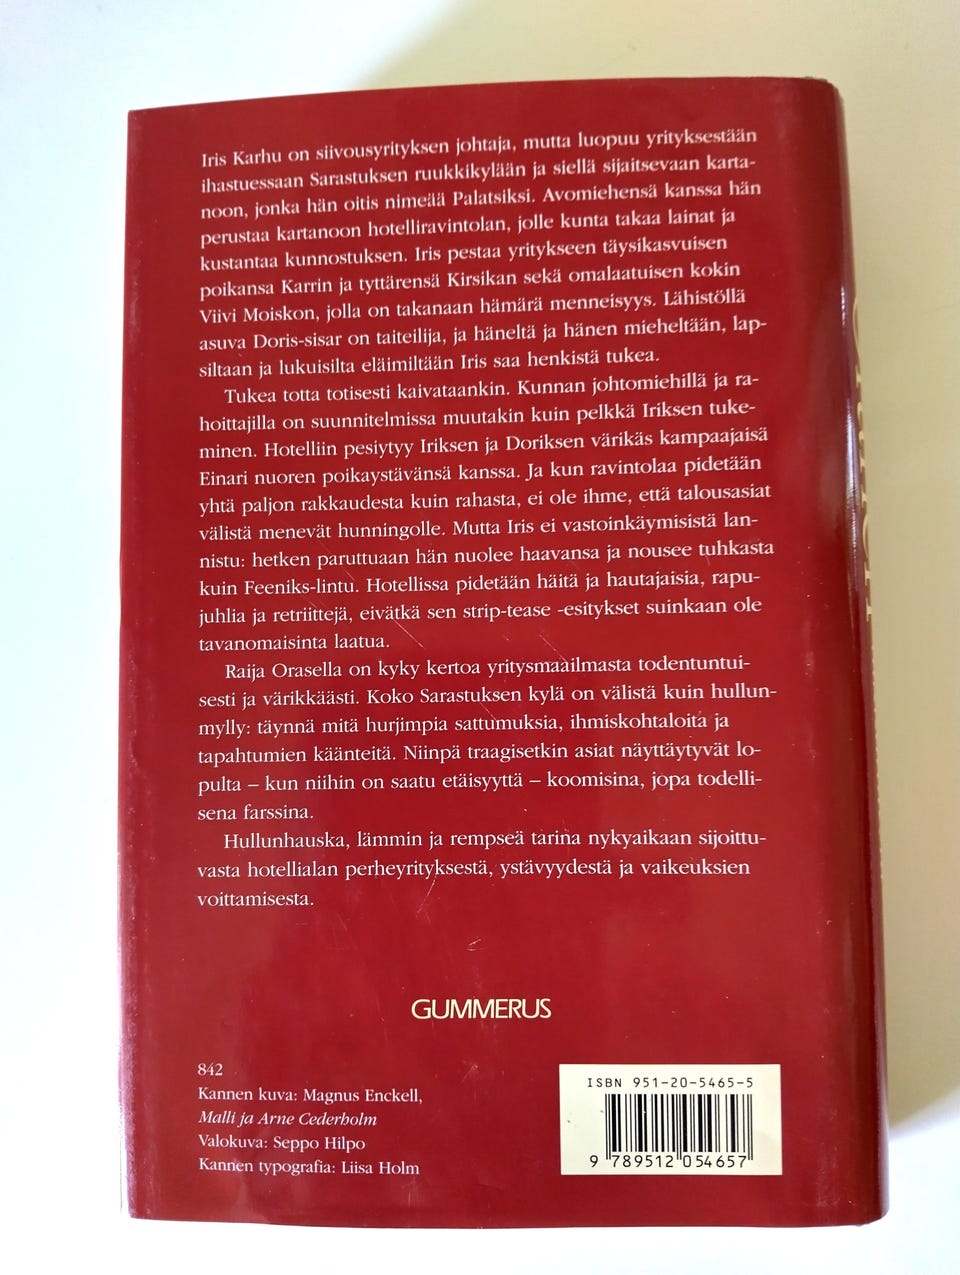 Iris Karhu on siivousyrityksen johtaja, mutta luopuu yrityksestään
ihastuessaan Sarastuksen ruukkikylään ja siellä sijaitsevaan karta-
noon, jonka hän oitis nimeää Palatsiksi. Avomiehensä kanssa hän
perustaa kartanoon hotelliravintolan, jolle kunta takaa lainat ja
kustantaa kunnostuksen. Iris pestaa yritykseen täysikasvuisen
poikansa Karrin ja tyttärensä Kirsikan sekä omalaatuisen kokin
Viivi Moiskon, jolla on takanaan hämärä menneisyys. Lähistöllä
asuva Doris-sisar on taiteilija, ja häneltä ja hänen mieheltään, lap-
siltaan ja lukuisilta eläimiltään Iris saa henkistä tukea.
Tukea totta totisesti kaivataankin. Kunnan johtomiehillä ja ra-
hoittajilla on suunnitelmissa muutakin kuin pelkkä Iriksen tuke-
minen. Hotelliin pesiytyy Iriksen ja Doriksen värikäs kampaajaisä
Einari nuoren poikaystävänsä kanssa. Ja kun ravintolaa pidetään
yhtä paljon rakkaudesta kuin rahasta, ei ole ihme, että talousasiat
välistä menevät hunningolle. Mutta Iris ei vastoinkäymisistä lan-
nistu: hetken paruttuaan hän nuolee haavansa ja nousee tuhkasta
kuin Feeniks-lintu. Hotellissa pidetään häitä ja hautajaisia, rapu-
juhlia ja retriittejä, eivätkä sen strip-tease -esitykset suinkaan ole
tavanomaisinta laatua.
Raija Orasella on kyky kertoa yritysmaailmasta todentuntui-
sesti ja värikkäästi. Koko Sarastuksen kylä on välistä kuin hullun-
mylly: täynnä mitä hurjimpia sattumuksia, ihmiskohtaloita ja
tapahtumien käänteitä. Niinpä traagisetkin asiat näyttäytyvät lo-
pulta – kun niihin on saatu etäisyyttä – koomisina, jopa todelli-
sena farssina.
Hullunhauska, lämmin ja rempseä tarina nykyaikaan sijoittu-
vasta hotellialan perheyrityksestä, ystävyydestä ja vaikeuksien
voittamisesta.
GUMMERUS
842
Kannen kuva: Magnus Enckell,
Malli ja Arne Cederholm
Valokuva: Seppo Hilpo
Kannen typografia: Liisa Holm
ISBN 951-20-5465-5
9 789512 054657